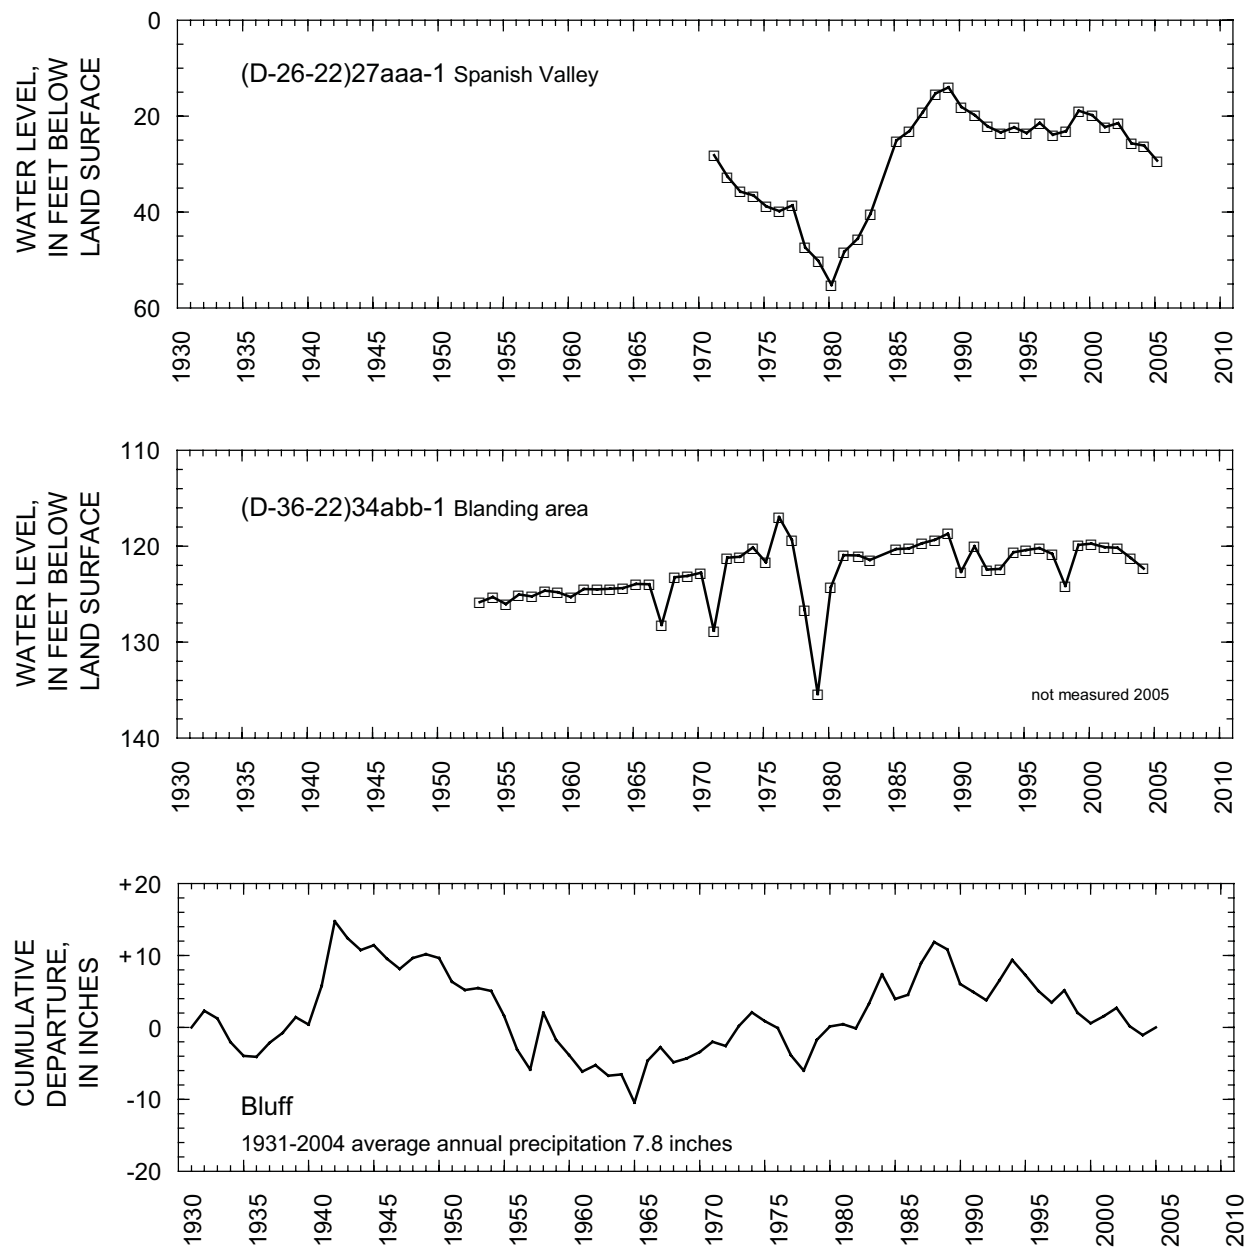 WATER LEVEL,
IN FEET BELOW
LAND SURFACE
0
20
40
60
(D-26-22)27aaa-1 Spanish Valley
1930 1935 1940 1945 1950 1955 1960 1965 1970 1975 1980 1985 1990 1995 2000 2005 2010
WATER LEVEL,
IN FEET BELOW
LAND SURFACE
110
120
130
140
(D-36-22)34abb-1 Blanding area
not measured 2005
1930 1935 1940 1945 1950 1955 1960 1965 1970 1975 1980 1985 1990 1995 2000 2005 2010
CUMULATIVE
DEPARTURE,
IN INCHES
+20
+10
0
-10
-20
Bluff
1931-2004 average annual precipitation 7.8 inches
1930 1935 1940 1945 1950 1955 1960 1965 1970 1975 1980 1985 1990 1995 2000 2005 2010